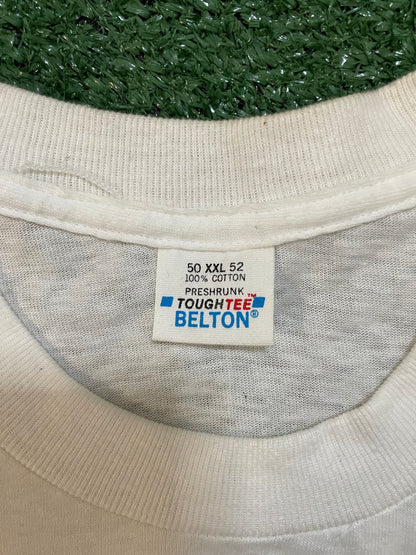 50 XXL 52
100% COTTON
PRESHRUNK
TOUGHTEE™
BELTON®